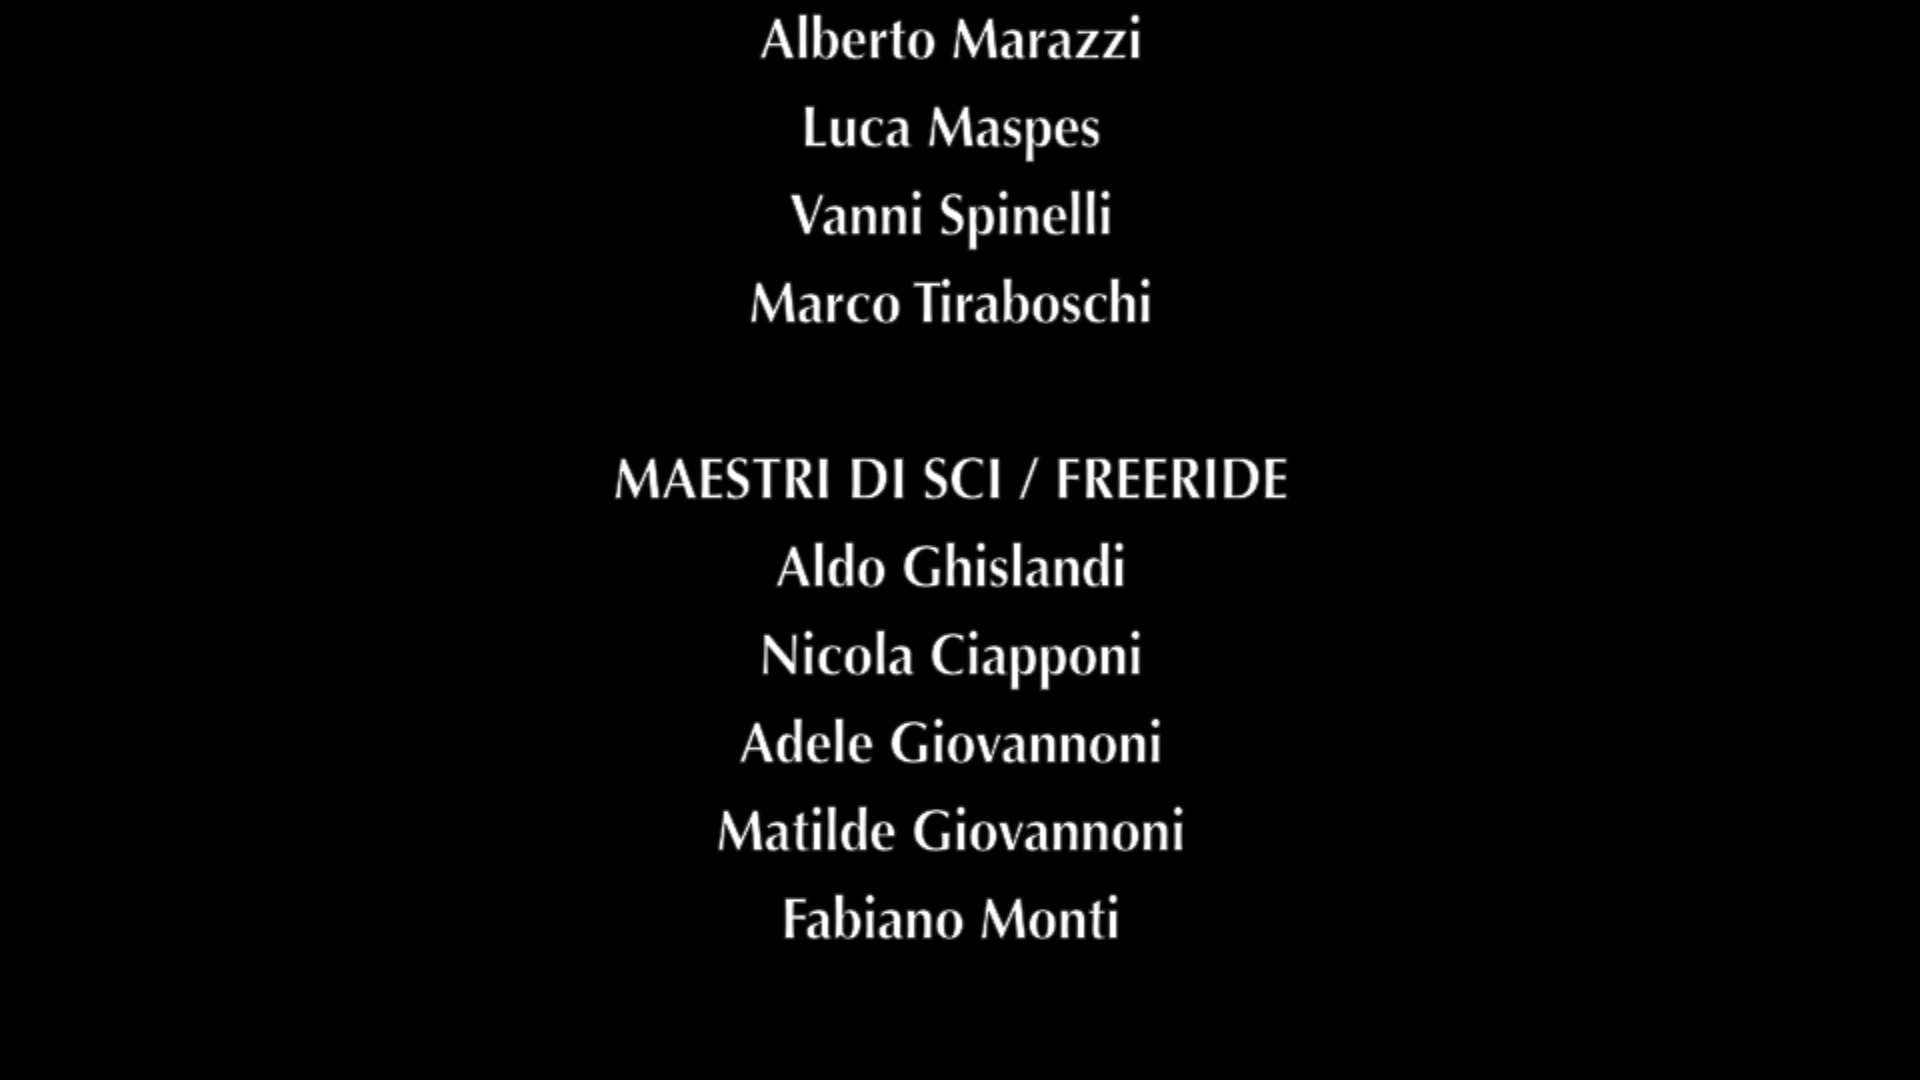 Alberto Marazzi
Luca Maspes
Vanni Spinelli
Marco Tiraboschi
MAESTRI DI SCI / FREERIDE
Aldo Ghislandi
Nicola Ciapponi
Adele Giovannoni
Matilde Giovannoni
Fabiano Monti